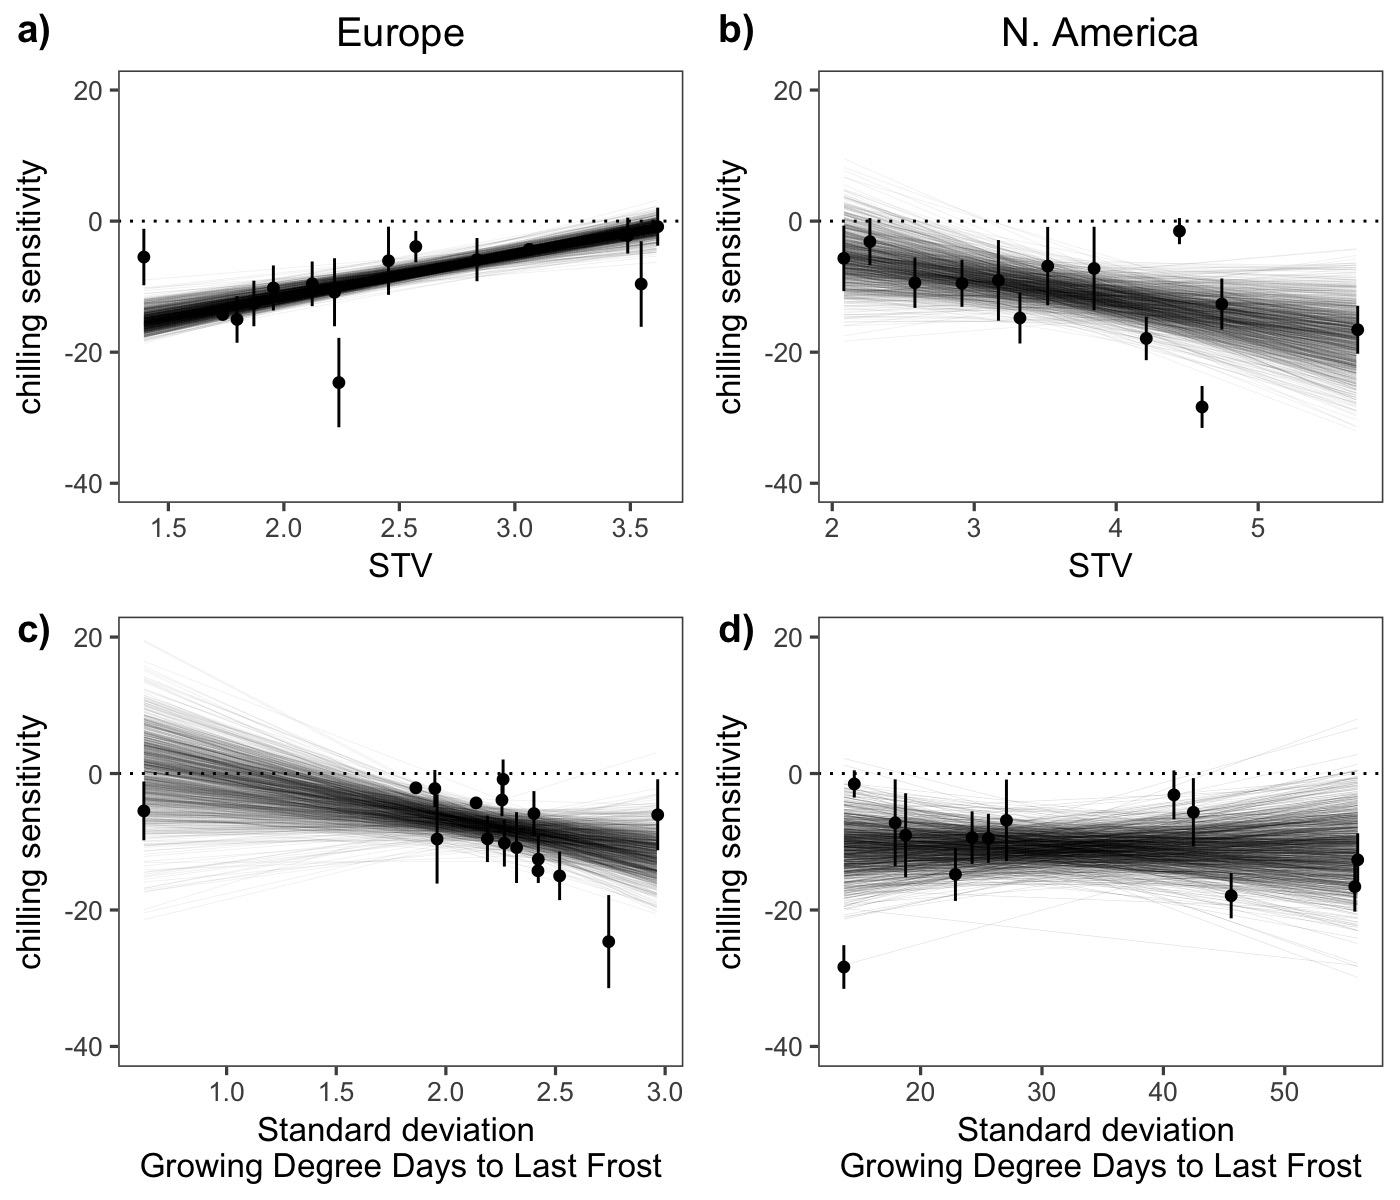 a) Europe
b) N. America
20
0
-20
-40
chilling sensitivity
1.5 2.0 2.5 3.0 3.5
STV
20
0
-20
-40
chilling sensitivity
2 3 4 5
STV
c)
20
0
-20
-40
chilling sensitivity
1.0 1.5 2.0 2.5 3.0
Standard deviation
Growing Degree Days to Last Frost
d)
20
0
-20
-40
chilling sensitivity
20 30 40 50
Standard deviation
Growing Degree Days to Last Frost